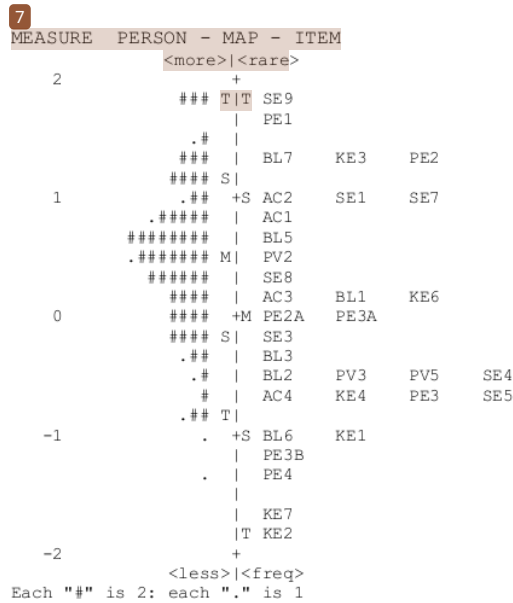 7
MEASURE PERSON - MAP - ITEM
<more>|<rare>
2 +
### T|T SE9
| PE1
.# |
### | BL7 KE3 PE2
#### S|
1 .## +S AC2 SE1 SE7
.##### | AC1
######## | BL5
.####### M| PV2
###### | SE8
#### | AC3 BL1 KE6
0 #### +M PE2A PE3A
#### S| SE3
.## | BL3
.# | BL2 PV3 PV5 SE4
# | AC4 KE4 PE3 SE5
.## T|
-1 . +S BL6 KE1
| PE3B
. | PE4
|
| KE7
|T KE2
-2 +
<less>|<freq>
Each "#" is 2: each "." is 1